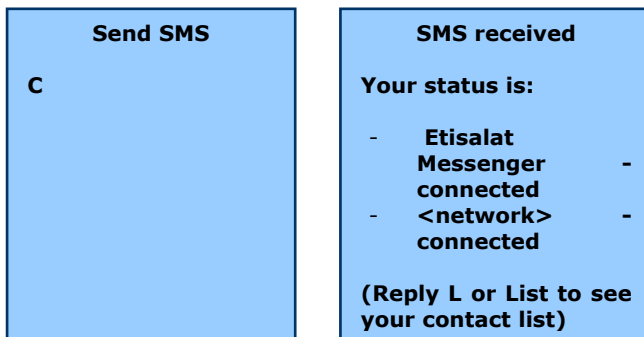 Send SMS
C
SMS received
Your status is:
- Etisalat
Messenger -
connected
- <network> -
connected
(Reply L or List to see
your contact list)